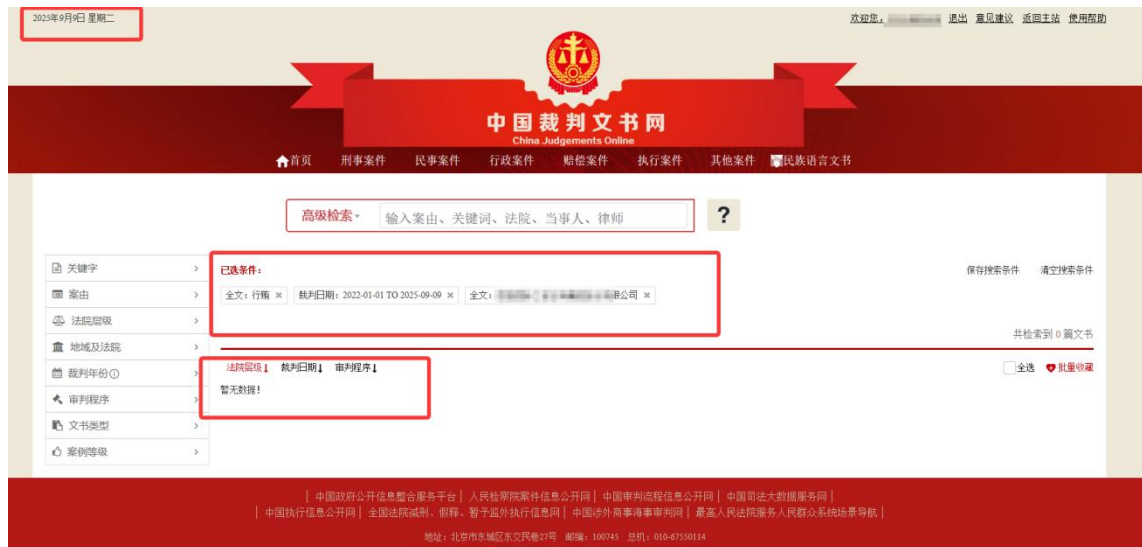 2025年9月9日 星期二
欢迎您， 退出 意见建议 返回主站 使用帮助
中国裁判文书网
China Judgements Online
首页 刑事案件 民事案件 行政案件 赔偿案件 执行案件 其他案件 民族语言文书
高级检索 输入案由、关键词、法院、当事人、律师 ?
关键字
案由
法院层级
地域及法院
裁判年份
审判程序
文书类型
案例等级
已选条件： 保存搜索条件 清空搜索条件
全文：行贿 × 裁判日期：2022-01-01 TO 2025-09-09 × 全文： 限公司 ×
共检索到 0 篇文书
法院层级↓ 裁判日期↓ 审判程序↓ 全选 批量收藏
暂无数据！
| 中国政府公开信息整合服务平台 | 人民检察院案件信息公开网 | 中国审判流程信息公开网 | 中国司法大数据服务网 |
| 中国执行信息公开网 | 全国法院减刑、假释、暂予监外执行信息网 | 中国涉外商事海事审判网 | 最高人民法院服务人民群众系统场景导航 |
地址：北京市东城区东交民巷27号 邮编：100745 总机：010-67550114